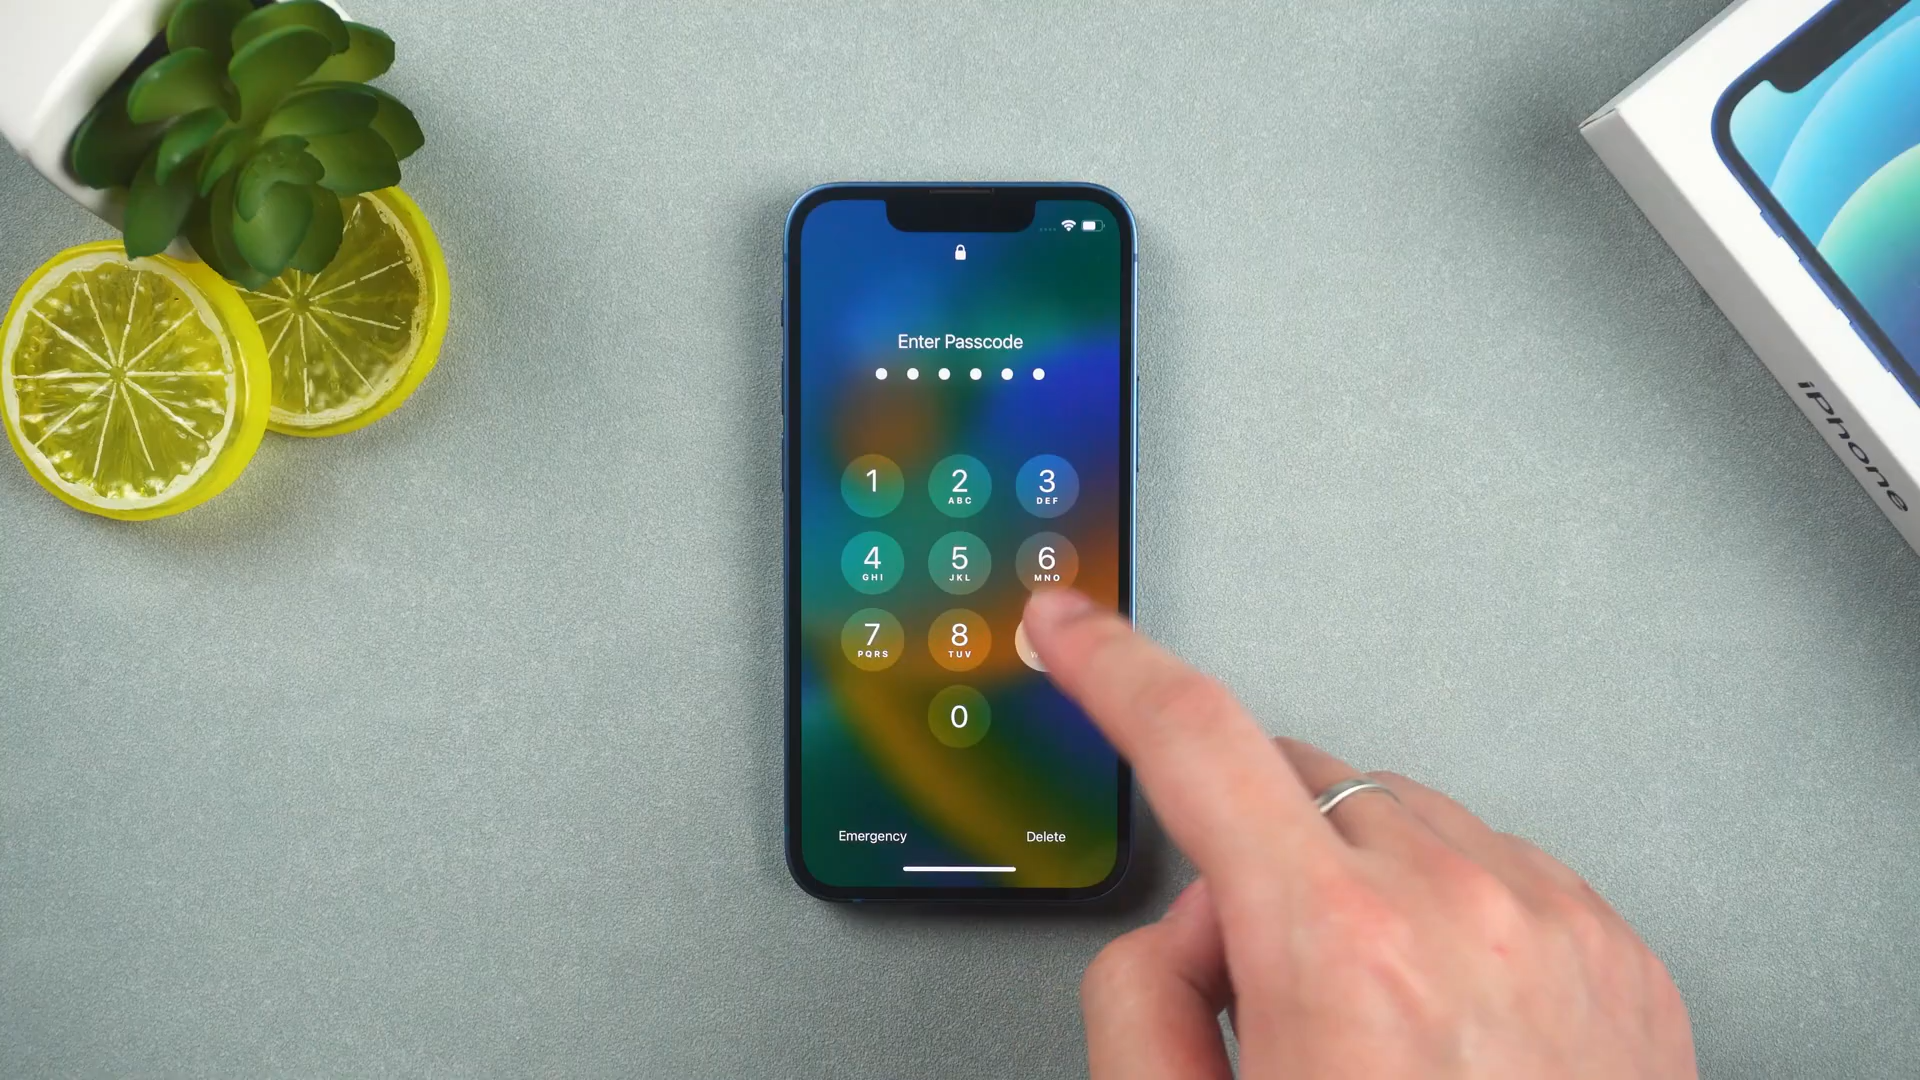 Enter Passcode
1
2
ABC
3
DEF
4
GHI
5
JKL
6
MNO
7
PQRS
8
TUV
W
0
Emergency
Delete
iPhone